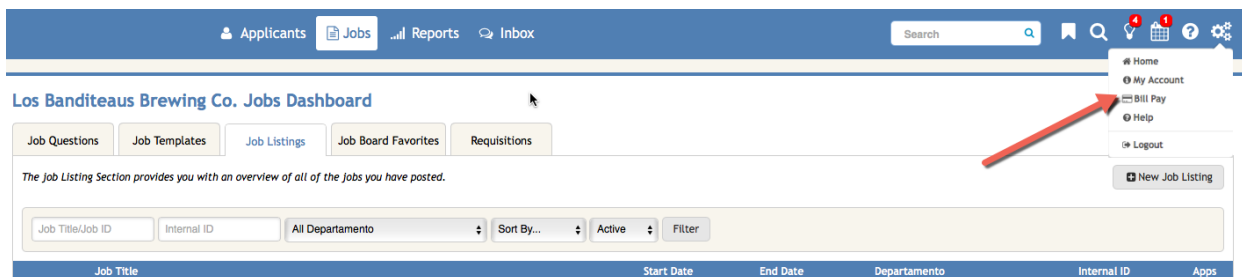 Applicants Jobs Reports Inbox Search 4 1
Home
My Account
Bill Pay
Help
Logout
Los Banditeaus Brewing Co. Jobs Dashboard
Job Questions Job Templates Job Listings Job Board Favorites Requisitions
The job Listing Section provides you with an overview of all of the jobs you have posted.
New Job Listing
Job Title/Job ID Internal ID All Departamento Sort By... Active Filter
Job Title Start Date End Date Departamento Internal ID Apps